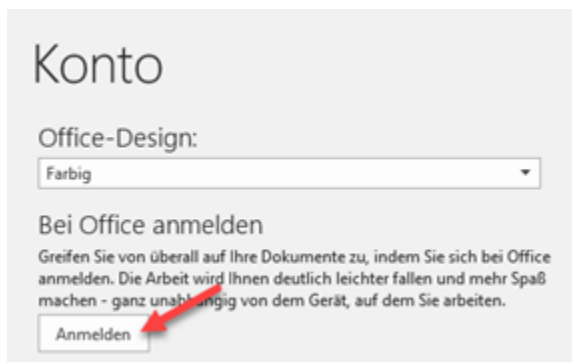 Konto
Office-Design:
Farbig
Bei Office anmelden
Greifen Sie von überall auf Ihre Dokumente zu, indem Sie sich bei Office
anmelden. Die Arbeit wird Ihnen deutlich leichter fallen und mehr Spaß
machen - ganz unabhängig von dem Gerät, auf dem Sie arbeiten.
Anmelden